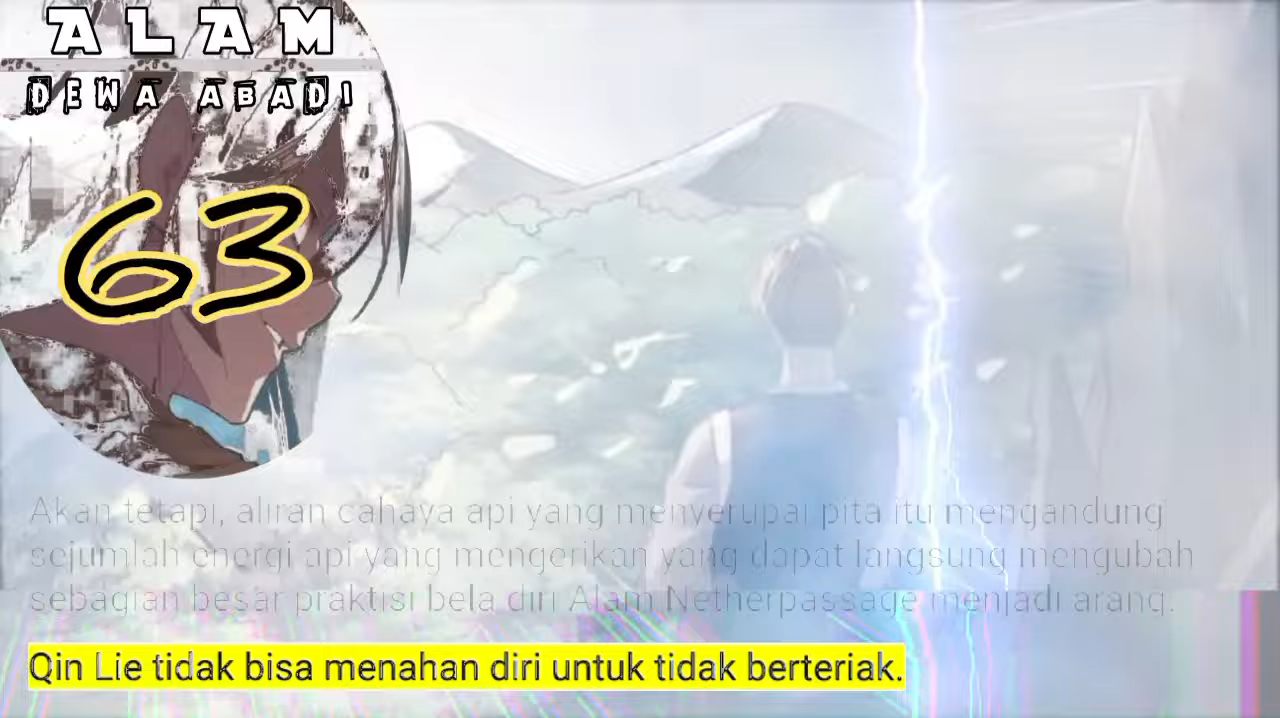 ALAM
DEWA ABADI
63
Akan tetapi, aliran cahaya api yang menyerupai pita itu mengandung
sejumlah energi api yang mengerikan yang dapat langsung mengubah
sebagian besar praktisi bela diri Alam Netherpassage menjadi arang.
Qin Lie tidak bisa menahan diri untuk tidak berteriak.